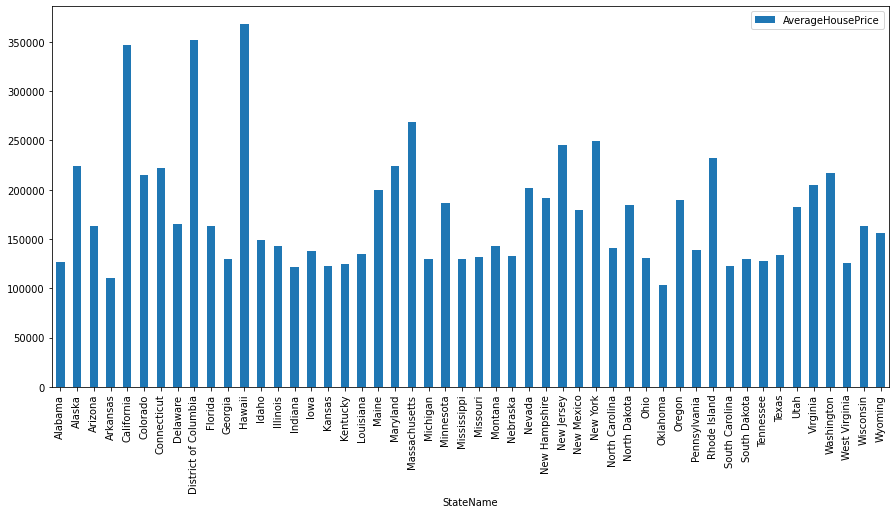 AverageHousePrice
350000
300000
250000
200000
150000
100000
50000
0
Alabama
Alaska
Arizona
Arkansas
California
Colorado
Connecticut
Delaware
District of Columbia
Florida
Georgia
Hawaii
Idaho
Illinois
Indiana
Iowa
Kansas
Kentucky
Louisiana
Maine
Maryland
Massachusetts
Michigan
Minnesota
Mississippi
Missouri
Montana
Nebraska
Nevada
New Hampshire
New Jersey
New Mexico
New York
North Carolina
North Dakota
Ohio
Oklahoma
Oregon
Pennsylvania
Rhode Island
South Carolina
South Dakota
Tennessee
Texas
Utah
Virginia
Washington
West Virginia
Wisconsin
Wyoming
StateName